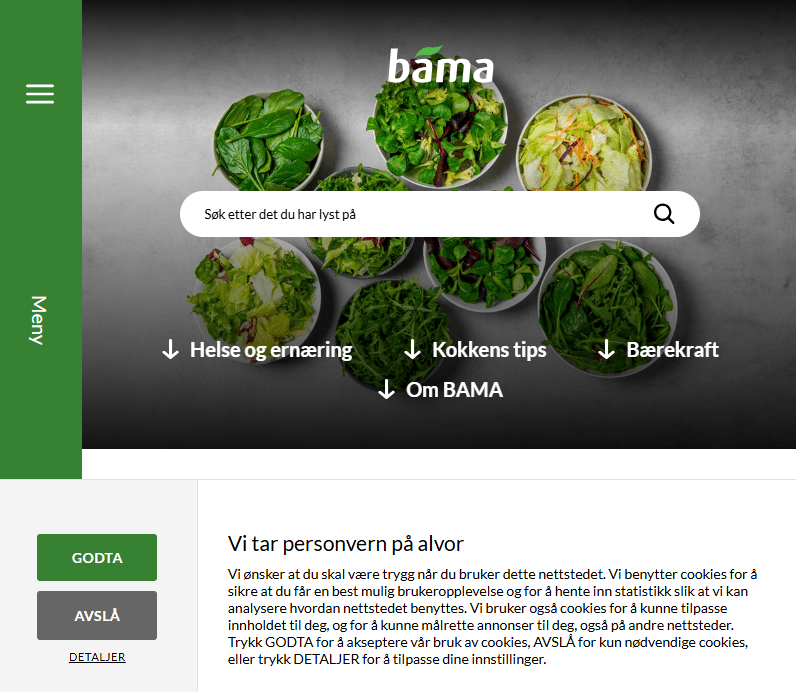 bama
Søk etter det du har lyst på
Meny
Helse og ernæring
Kokkens tips
Bærekraft
Om BAMA
GODTA
AVSLÅ
DETALJER
Vi tar personvern på alvor
Vi ønsker at du skal være trygg når du bruker dette nettstedet. Vi benytter cookies for å
sikre at du får en best mulig brukeropplevelse og for å hente inn statistikk slik at vi kan
analysere hvordan nettstedet benyttes. Vi bruker også cookies for å kunne tilpasse
innholdet til deg, og for å kunne målrette annonser til deg, også på andre nettsteder.
Trykk GODTA for å akseptere vår bruk av cookies, AVSLÅ for kun nødvendige cookies,
eller trykk DETALJER for å tilpasse dine innstillinger.